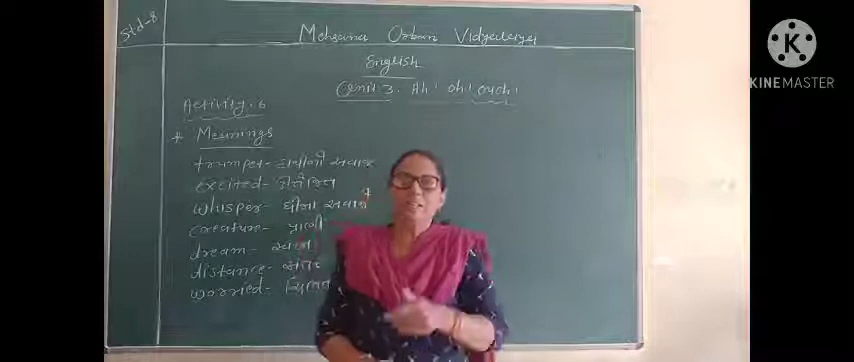 Std-8
Mehsana Urban Vidyalaya
English
Unit 3. Ah! oh! ouch!
Activity.6
* Meanings
trumpet- હાથીનો અવાજ
excited- ઉત્તેજિત
whisper- ધીમા અવાજે
creature- પ્રાણી
dream-
distance- અંતર
worried-
K
KINEMASTER